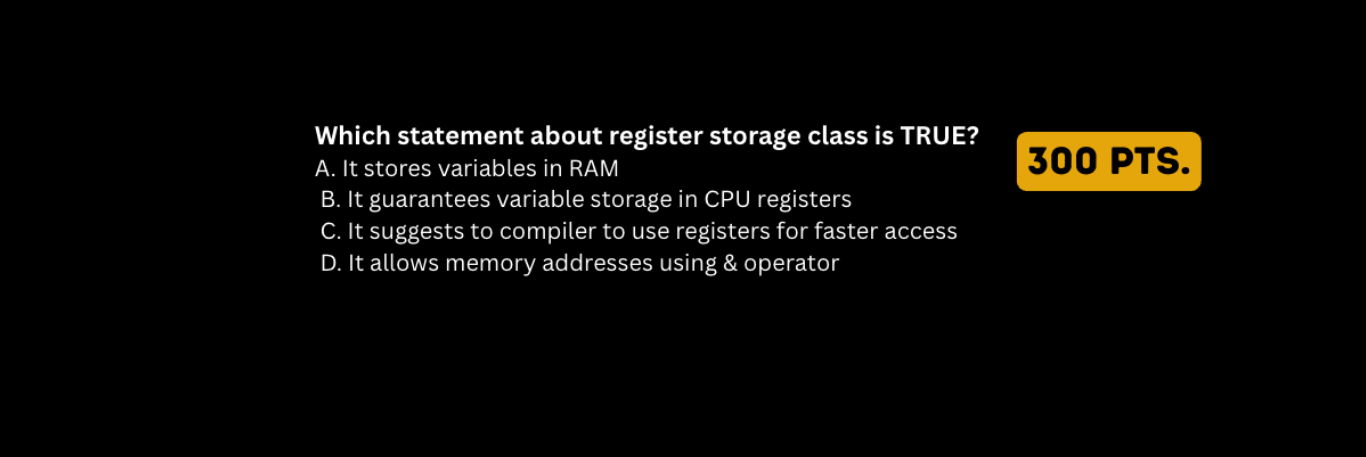 Which statement about register storage class is TRUE?
A. It stores variables in RAM
B. It guarantees variable storage in CPU registers
C. It suggests to compiler to use registers for faster access
D. It allows memory addresses using & operator
300 PTS.